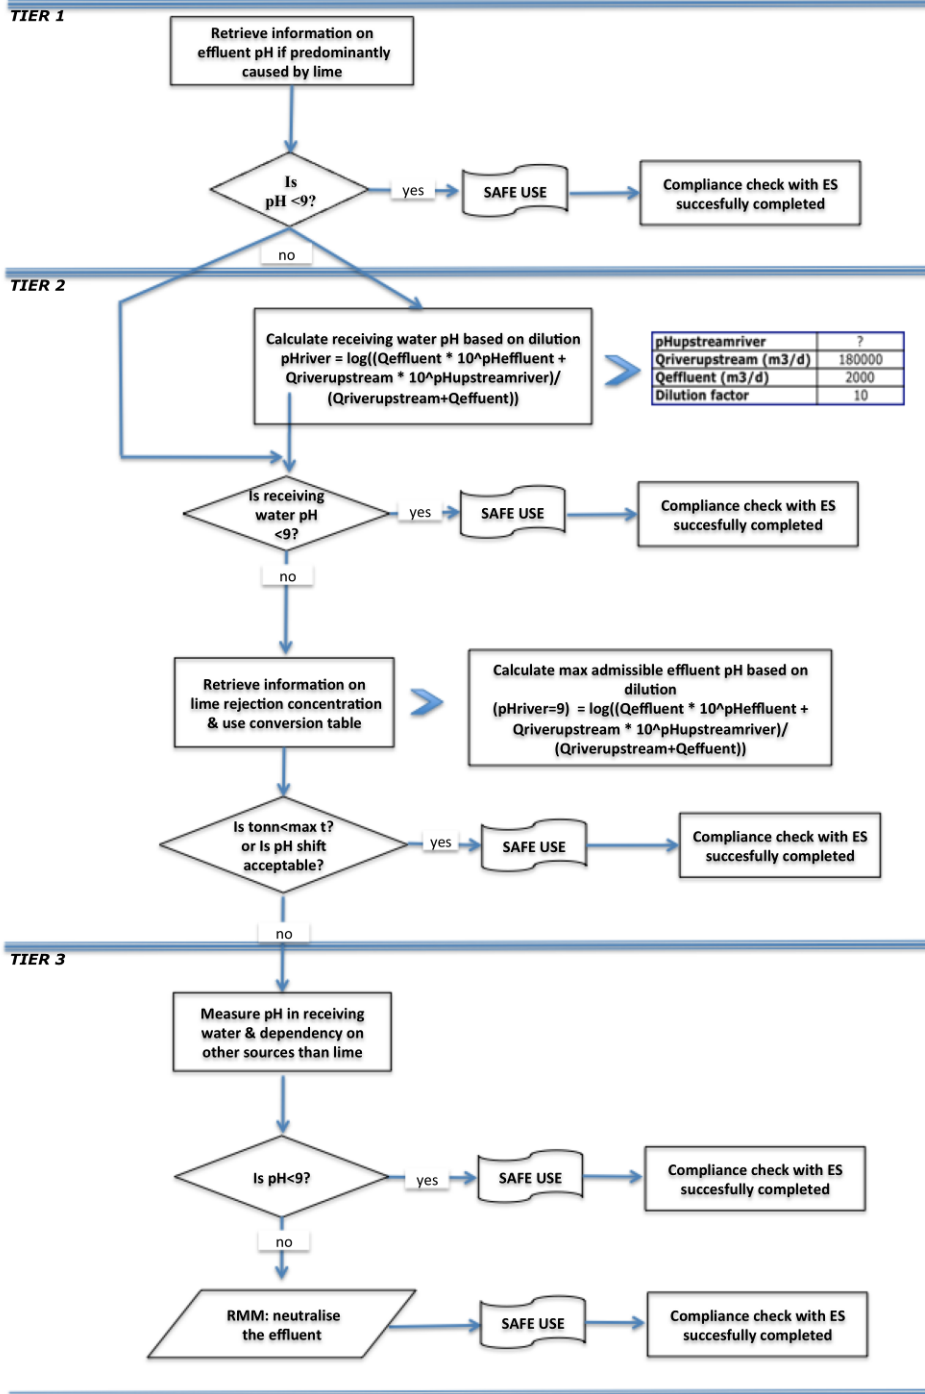 TIER 1
Retrieve information on
effluent pH if predominantly
caused by lime
Is
pH <9?
yes
SAFE USE
Compliance check with ES
succesfully completed
no
TIER 2
Calculate receiving water pH based on dilution
pHriver = log((Qeffluent * 10^pHeffluent +
Qriverupstream * 10^pHupstreamriver)/
(Qriverupstream+Qeffuent))
pHupstreamriver ?
Qriverupstream (m3/d) 180000
Qeffluent (m3/d) 2000
Dilution factor 10
Is receiving
water pH
<9?
yes
SAFE USE
Compliance check with ES
succesfully completed
no
Retrieve information on
lime rejection concentration
& use conversion table
Calculate max admissible effluent pH based on
dilution
(pHriver=9) = log((Qeffluent * 10^pHeffluent +
Qriverupstream * 10^pHupstreamriver)/
(Qriverupstream+Qeffuent))
Is tonn<max t?
or Is pH shift
acceptable?
yes
SAFE USE
Compliance check with ES
succesfully completed
no
TIER 3
Measure pH in receiving
water & dependency on
other sources than lime
Is pH<9?
yes
SAFE USE
Compliance check with ES
succesfully completed
no
RMM: neutralise
the effluent
SAFE USE
Compliance check with ES
succesfully completed